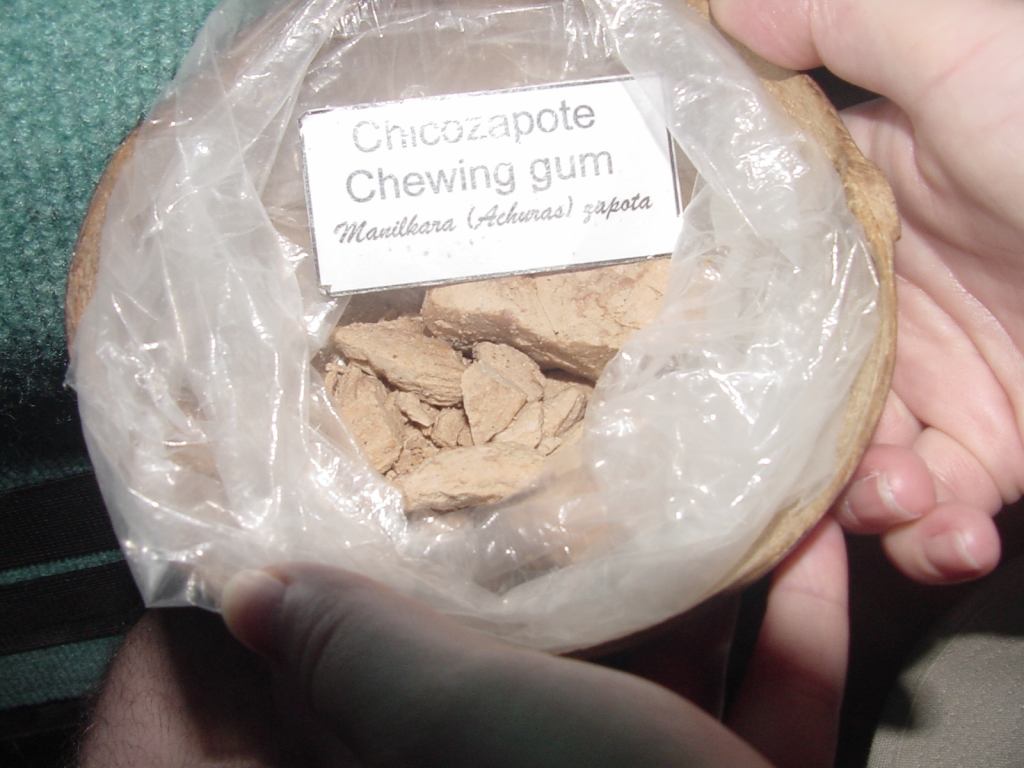 Chicozapote
Chewing gum
Manilkara (Achuras) zapota